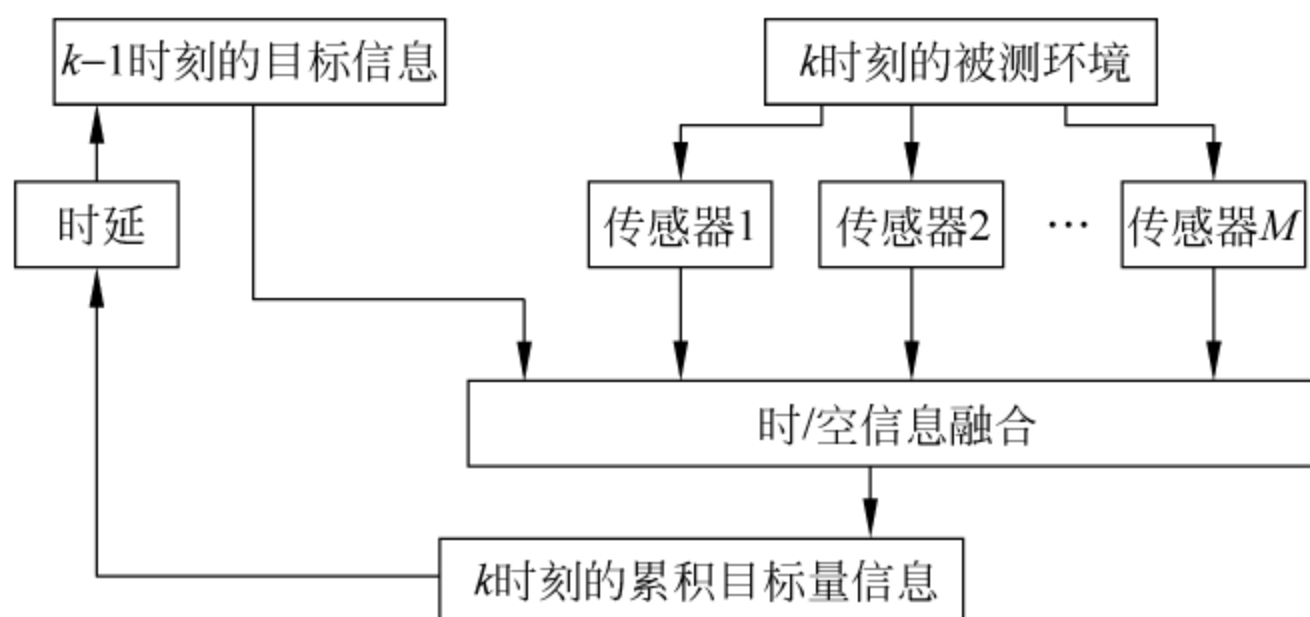 k−1时刻的目标信息
k时刻的被测环境
时延
传感器1
传感器2
…
传感器M
时/空信息融合
k时刻的累积目标量信息